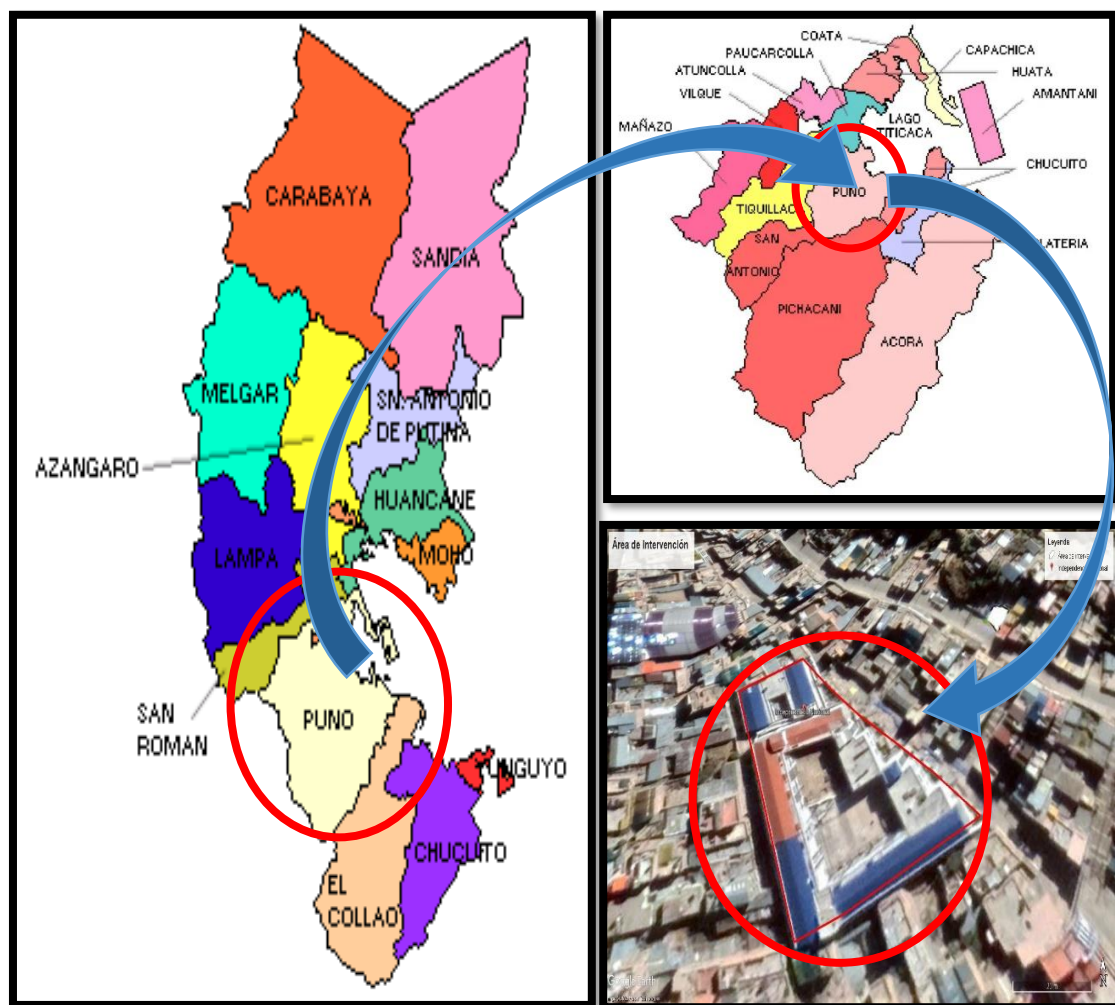 CARABAYA
SANDIA
MELGAR
SN. ANTONIO
DE PUTINA
AZANGARO
HUANCANE
LAMPA
MOHO
SAN
ROMAN
PUNO
YUNGUYO
CHUCUITO
EL
COLLAO
COATA
PAUCARCOLLA
CAPACHICA
ATUNCOLLA
HUATA
VILQUE
AMANTANI
LAGO
TITICACA
MAÑAZO
CHUCUITO
PUNO
TIQUILLAC
SAN
LATERIA
ANTONIO
PICHACANI
ACORA
Área de Intervención
Leyenda